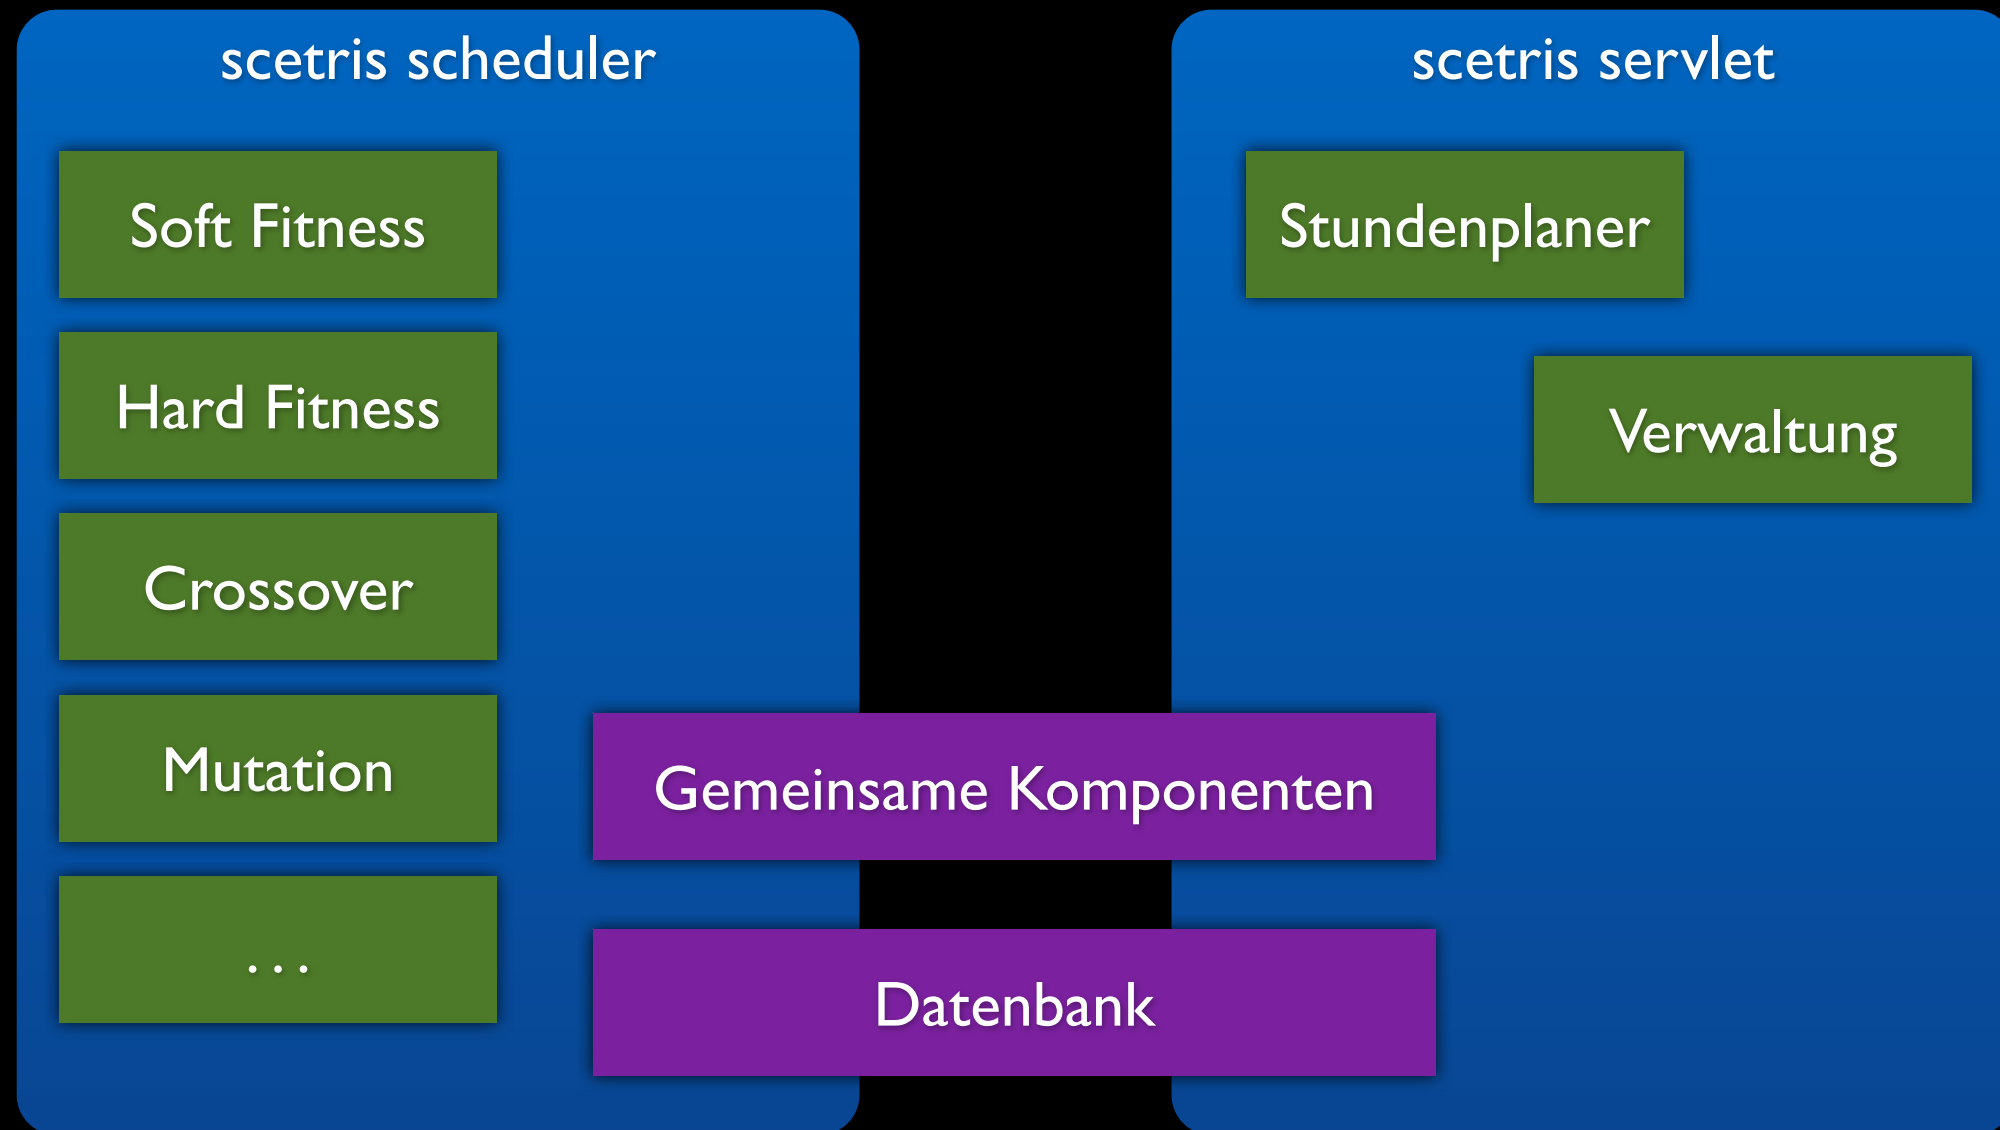 scetris scheduler
Soft Fitness
Hard Fitness
Crossover
Mutation
...
scetris servlet
Stundenplaner
Verwaltung
Gemeinsame Komponenten
Datenbank